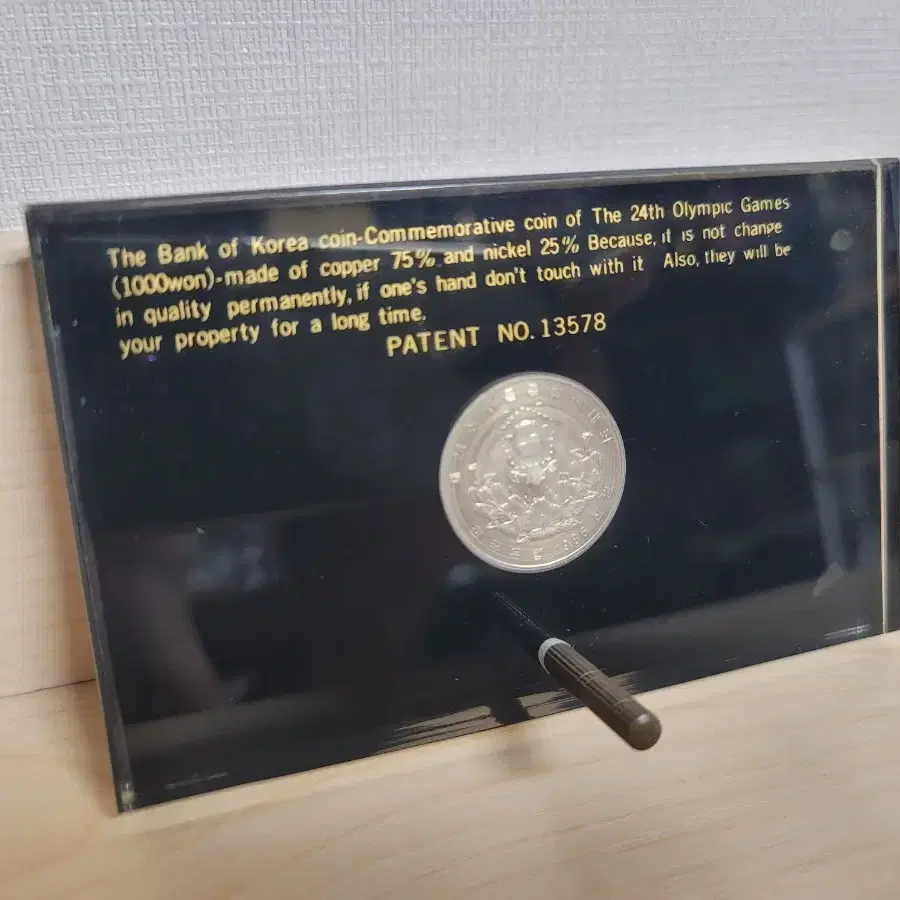 The Bank of Korea coin-Commemorative coin of The 24th Olympic Games
(1000won)-made of copper 75% and nickel 25% Because, it is not change
in quality permanently, if one's hand don't touch with it Also, they will be
your property for a long time.
PATENT NO. 13578